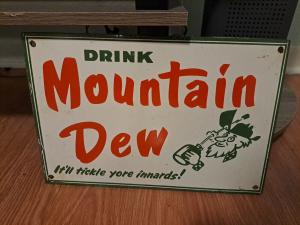 DRINK
Mountain
Dew
It'll tickle yore innards!